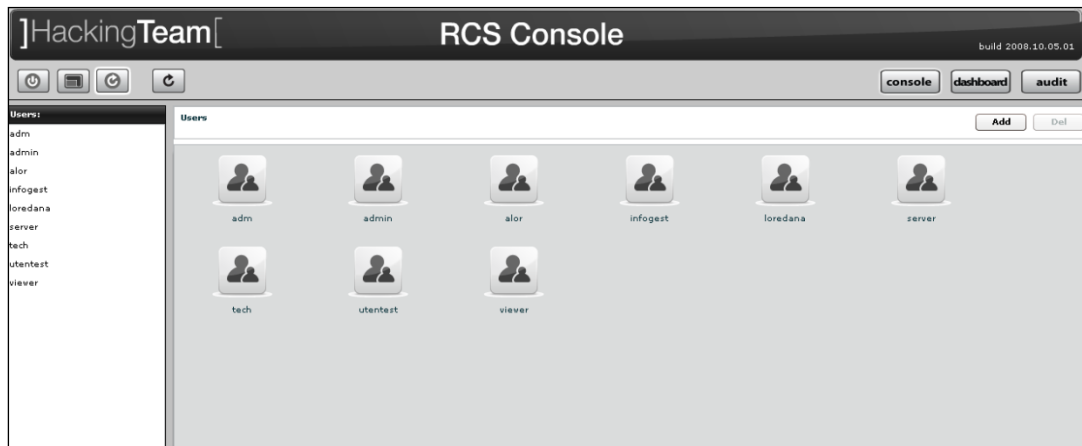 ]HackingTeam[
RCS Console
build 2008.10.05.01
console
dashboard
audit
Users:
adm
admin
alor
infogest
loredana
server
tech
utentest
viewer
Users
Add
Del
adm
admin
alor
infogest
loredana
server
tech
utentest
viewer